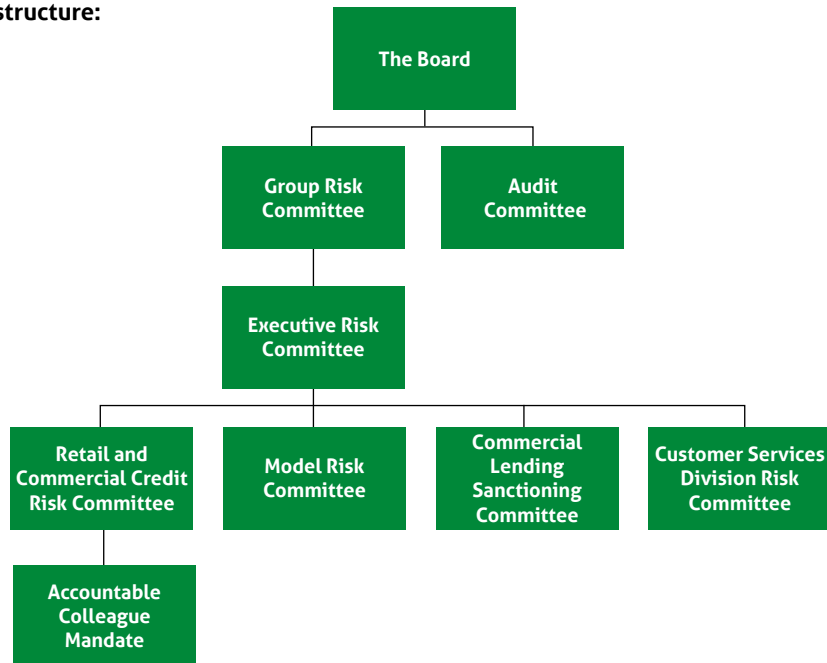 structure:
The Board
Group Risk
Committee
Audit
Committee
Executive Risk
Committee
Retail and
Commercial Credit
Risk Committee
Model Risk
Committee
Commercial
Lending
Sanctioning
Committee
Customer Services
Division Risk
Committee
Accountable
Colleague
Mandate